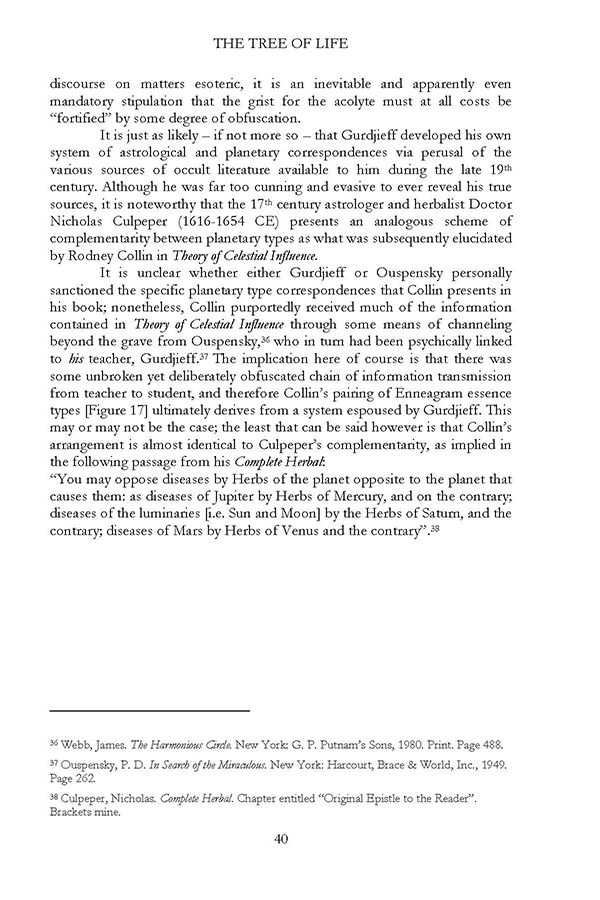 THE TREE OF LIFE
discourse on matters esoteric, it is an inevitable and apparently even
mandatory stipulation that the grist for the acolyte must at all costs be
“fortified” by some degree of obfuscation.
It is just as likely – if not more so – that Gurdjieff developed his own
system of astrological and planetary correspondences via perusal of the
various sources of occult literature available to him during the late 19th
century. Although he was far too cunning and evasive to ever reveal his true
sources, it is noteworthy that the 17th century astrologer and herbalist Doctor
Nicholas Culpeper (1616-1654 CE) presents an analogous scheme of
complementarity between planetary types as what was subsequently elucidated
by Rodney Collin in Theory of Celestial Influence.
It is unclear whether either Gurdjieff or Ouspensky personally
sanctioned the specific planetary type correspondences that Collin presents in
his book; nonetheless, Collin purportedly received much of the information
contained in Theory of Celestial Influence through some means of channeling
beyond the grave from Ouspensky,36 who in turn had been psychically linked
to his teacher, Gurdjieff.37 The implication here of course is that there was
some unbroken yet deliberately obfuscated chain of information transmission
from teacher to student, and therefore Collin’s pairing of Enneagram essence
types [Figure 17] ultimately derives from a system espoused by Gurdjieff. This
may or may not be the case; the least that can be said however is that Collin’s
arrangement is almost identical to Culpeper’s complementarity, as implied in
the following passage from his Complete Herbal:
“You may oppose diseases by Herbs of the planet opposite to the planet that
causes them: as diseases of Jupiter by Herbs of Mercury, and on the contrary;
diseases of the luminaries [i.e. Sun and Moon] by the Herbs of Saturn, and the
contrary; diseases of Mars by Herbs of Venus and the contrary”.38
36 Webb, James. The Harmonious Circle. New York: G. P. Putnam’s Sons, 1980. Print. Page 488.
37 Ouspensky, P. D. In Search of the Miraculous. New York: Harcourt, Brace & World, Inc., 1949.
Page 262.
38 Culpeper, Nicholas. Complete Herbal. Chapter entitled “Original Epistle to the Reader”.
Brackets mine.
40